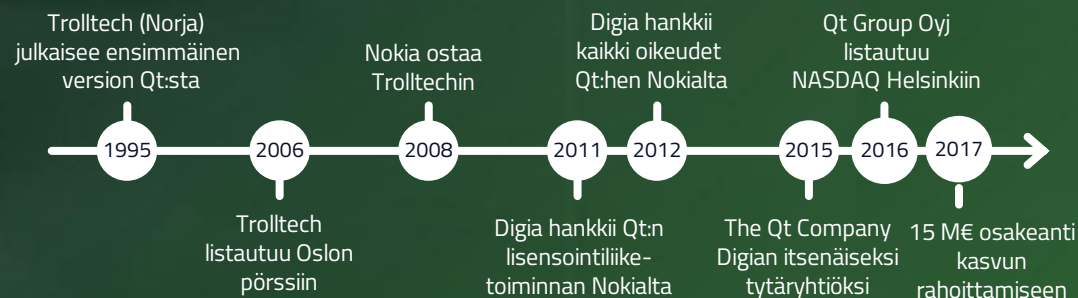 Trolltech (Norja)
julkaisee ensimmäinen
version Qt:sta
Nokia ostaa
Trolltechin
Digia hankkii
kaikki oikeudet
Qt:hen Nokialta
Qt Group Oyj
listautuu
NASDAQ Helsinkiin
1995
2006
2008
2011
2012
2015
2016
2017
Trolltech
listautuu Oslon
pörssiin
Digia hankkii Qt:n
lisensointiliike-
toiminnan Nokialta
The Qt Company
Digian itsenäiseksi
tytäryhtiöksi
15 M€ osakeanti
kasvun
rahoittamiseen